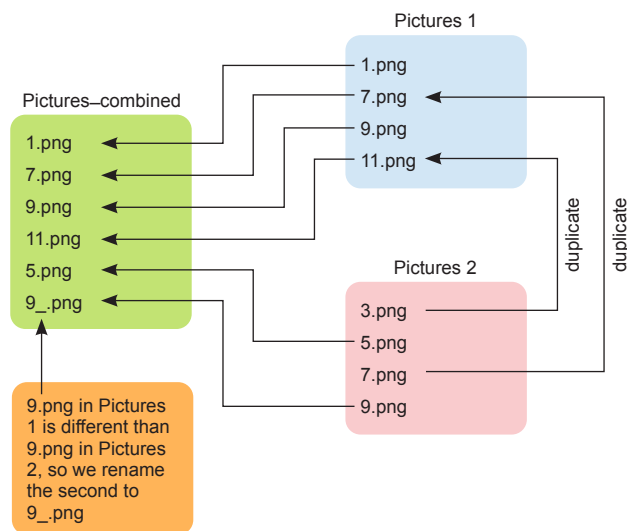 Pictures 1
1.png
7.png
9.png
11.png
Pictures–combined
1.png
7.png
9.png
11.png
5.png
9_.png
Pictures 2
3.png
5.png
7.png
9.png
duplicate
duplicate
9.png in Pictures
1 is different than
9.png in Pictures
2, so we rename
the second to
9_.png